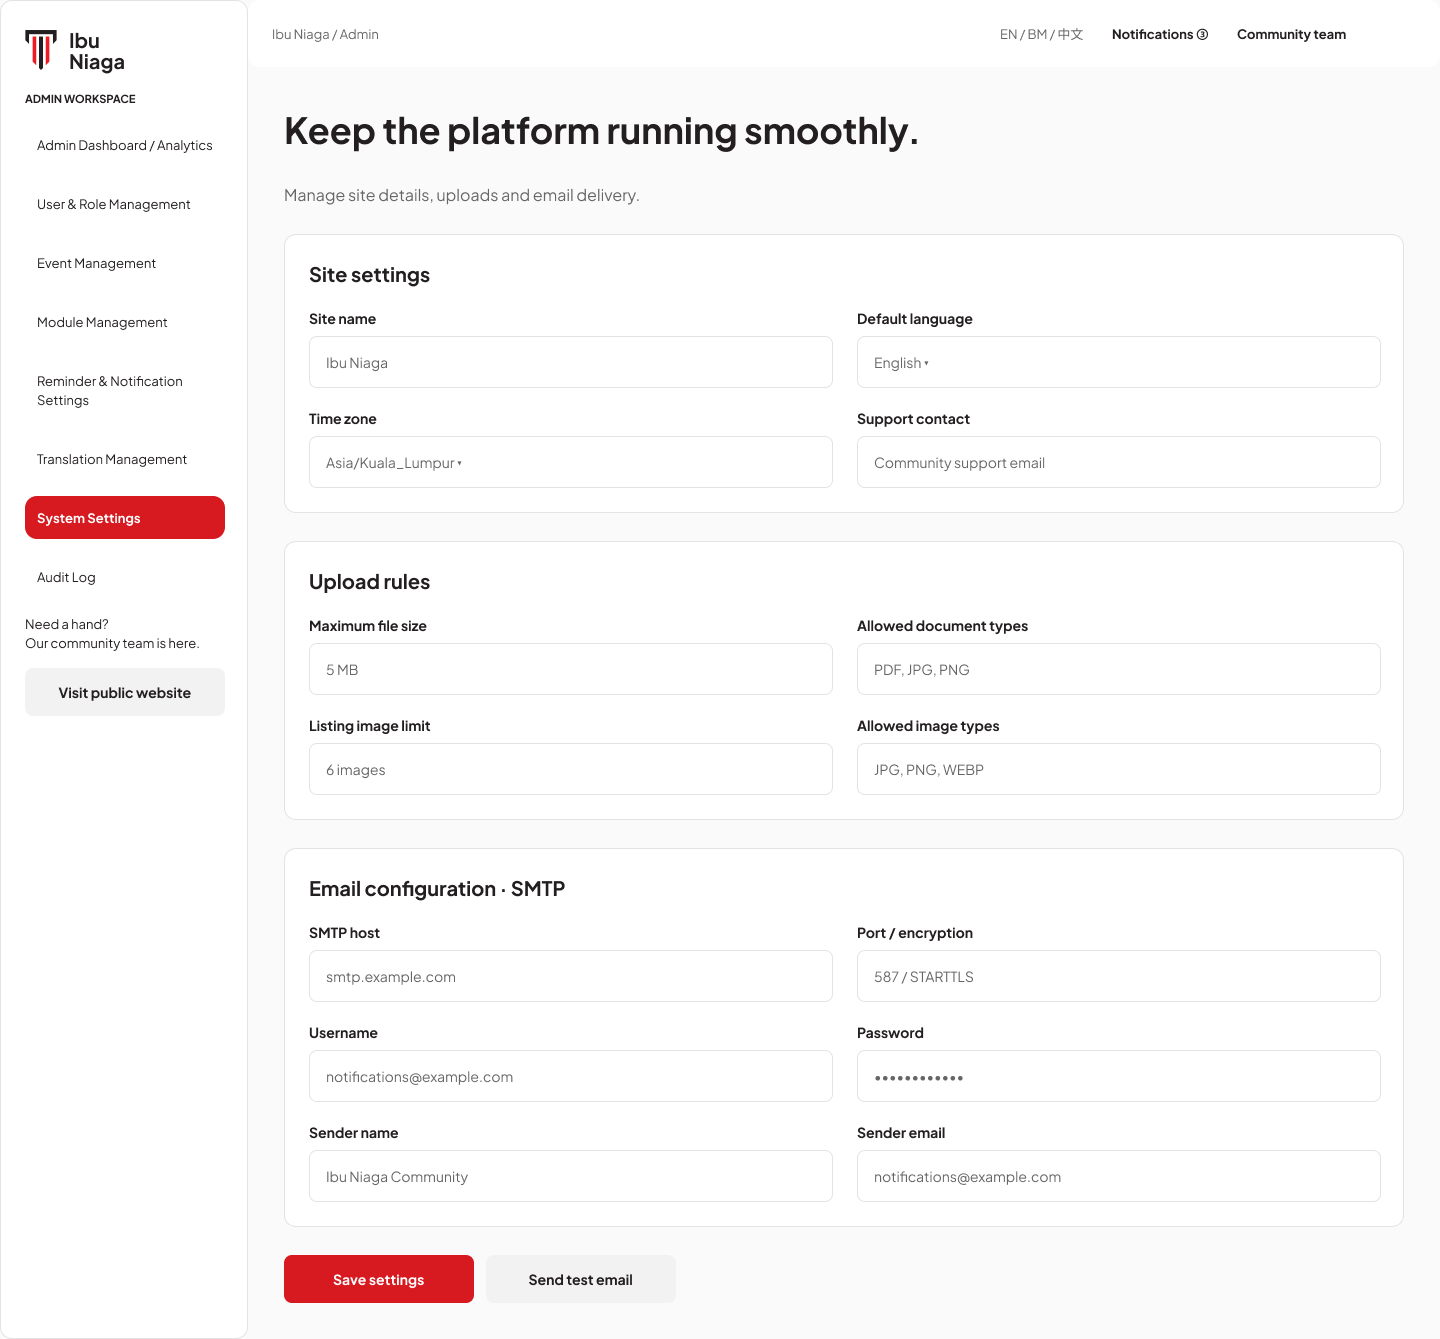 Ibu
Niaga
ADMIN WORKSPACE
Admin Dashboard / Analytics
User & Role Management
Event Management
Module Management
Reminder & Notification
Settings
Translation Management
System Settings
Audit Log
Need a hand?
Our community team is here.
Visit public website
Ibu Niaga / Admin
EN / BM / 中文
Notifications ③
Community team
Keep the platform running smoothly.
Manage site details, uploads and email delivery.
Site settings
Site name
Default language
Ibu Niaga
English ▾
Time zone
Support contact
Asia/Kuala_Lumpur ▾
Community support email
Upload rules
Maximum file size
Allowed document types
5 MB
PDF, JPG, PNG
Listing image limit
Allowed image types
6 images
JPG, PNG, WEBP
Email configuration · SMTP
SMTP host
Port / encryption
smtp.example.com
587 / STARTTLS
Username
Password
notifications@example.com
••••••••••••
Sender name
Sender email
Ibu Niaga Community
notifications@example.com
Save settings
Send test email